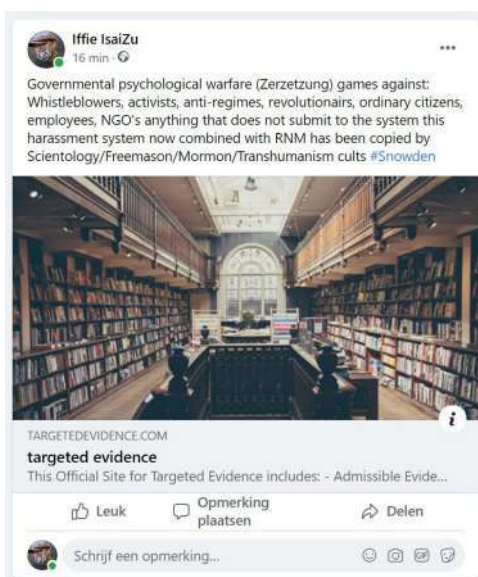 Iffie IsaiZu
16 min
Governmental psychological warfare (Zerzetzung) games against:
Whistleblowers, activists, anti-regimes, revolutionairs, ordinary citizens,
employees, NGO's anything that does not submit to the system this
harassment system now combined with RNM has been copied by
Scientology/Freemason/Mormon/Transhumanism cults #Snowden
i
TARGETEDEVIDENCE.COM
targeted evidence
This Official Site for Targeted Evidence includes: - Admissible Evide...
Leuk
Opmerking
plaatsen
Delen
Schrijf een opmerking...
GIF